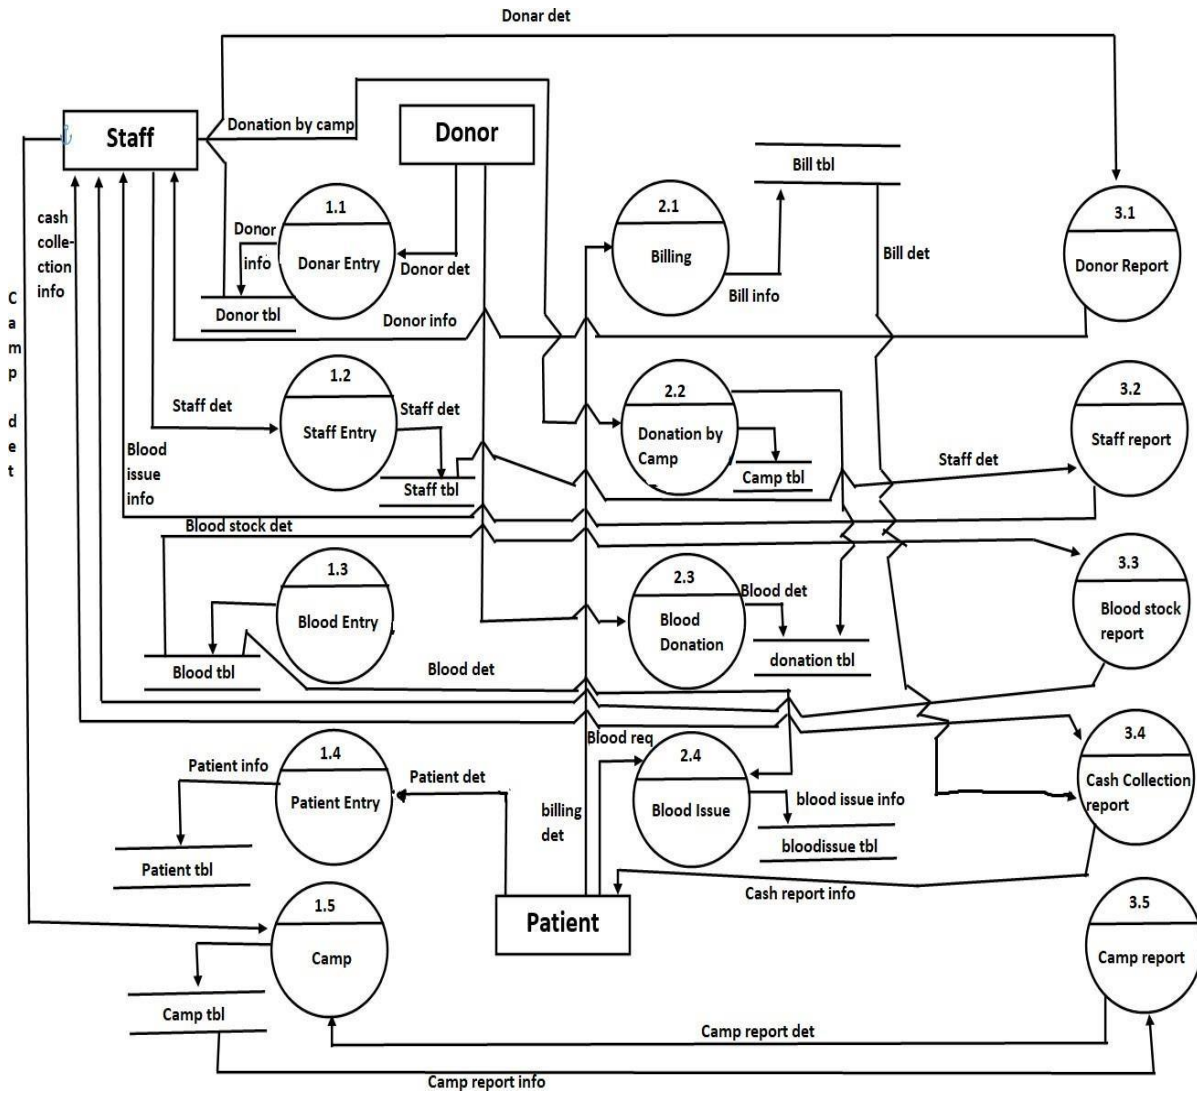 Donar det
Staff
Donation by camp
Donor
Bill tbl
cash
colle-
ction
info
1.1
Donar Entry
Donor
info
Donor det
2.1
Billing
Bill info
Bill det
3.1
Donor Report
Donor tbl
Donor info
C
a
m
p
d
e
t
1.2
Staff Entry
Staff det
Staff det
Staff tbl
2.2
Donation by
Camp
Camp tbl
3.2
Staff report
Staff det
Blood
issue
info
Blood stock det
1.3
Blood Entry
Blood tbl
Blood det
2.3
Blood
Donation
Blood det
donation tbl
3.3
Blood stock
report
Blood req
1.4
Patient Entry
Patient info
Patient det
Patient tbl
billing
det
2.4
Blood Issue
blood issue info
bloodissue tbl
3.4
Cash Collection
report
Cash report info
Patient
1.5
Camp
Camp tbl
3.5
Camp report
Camp report det
Camp report info